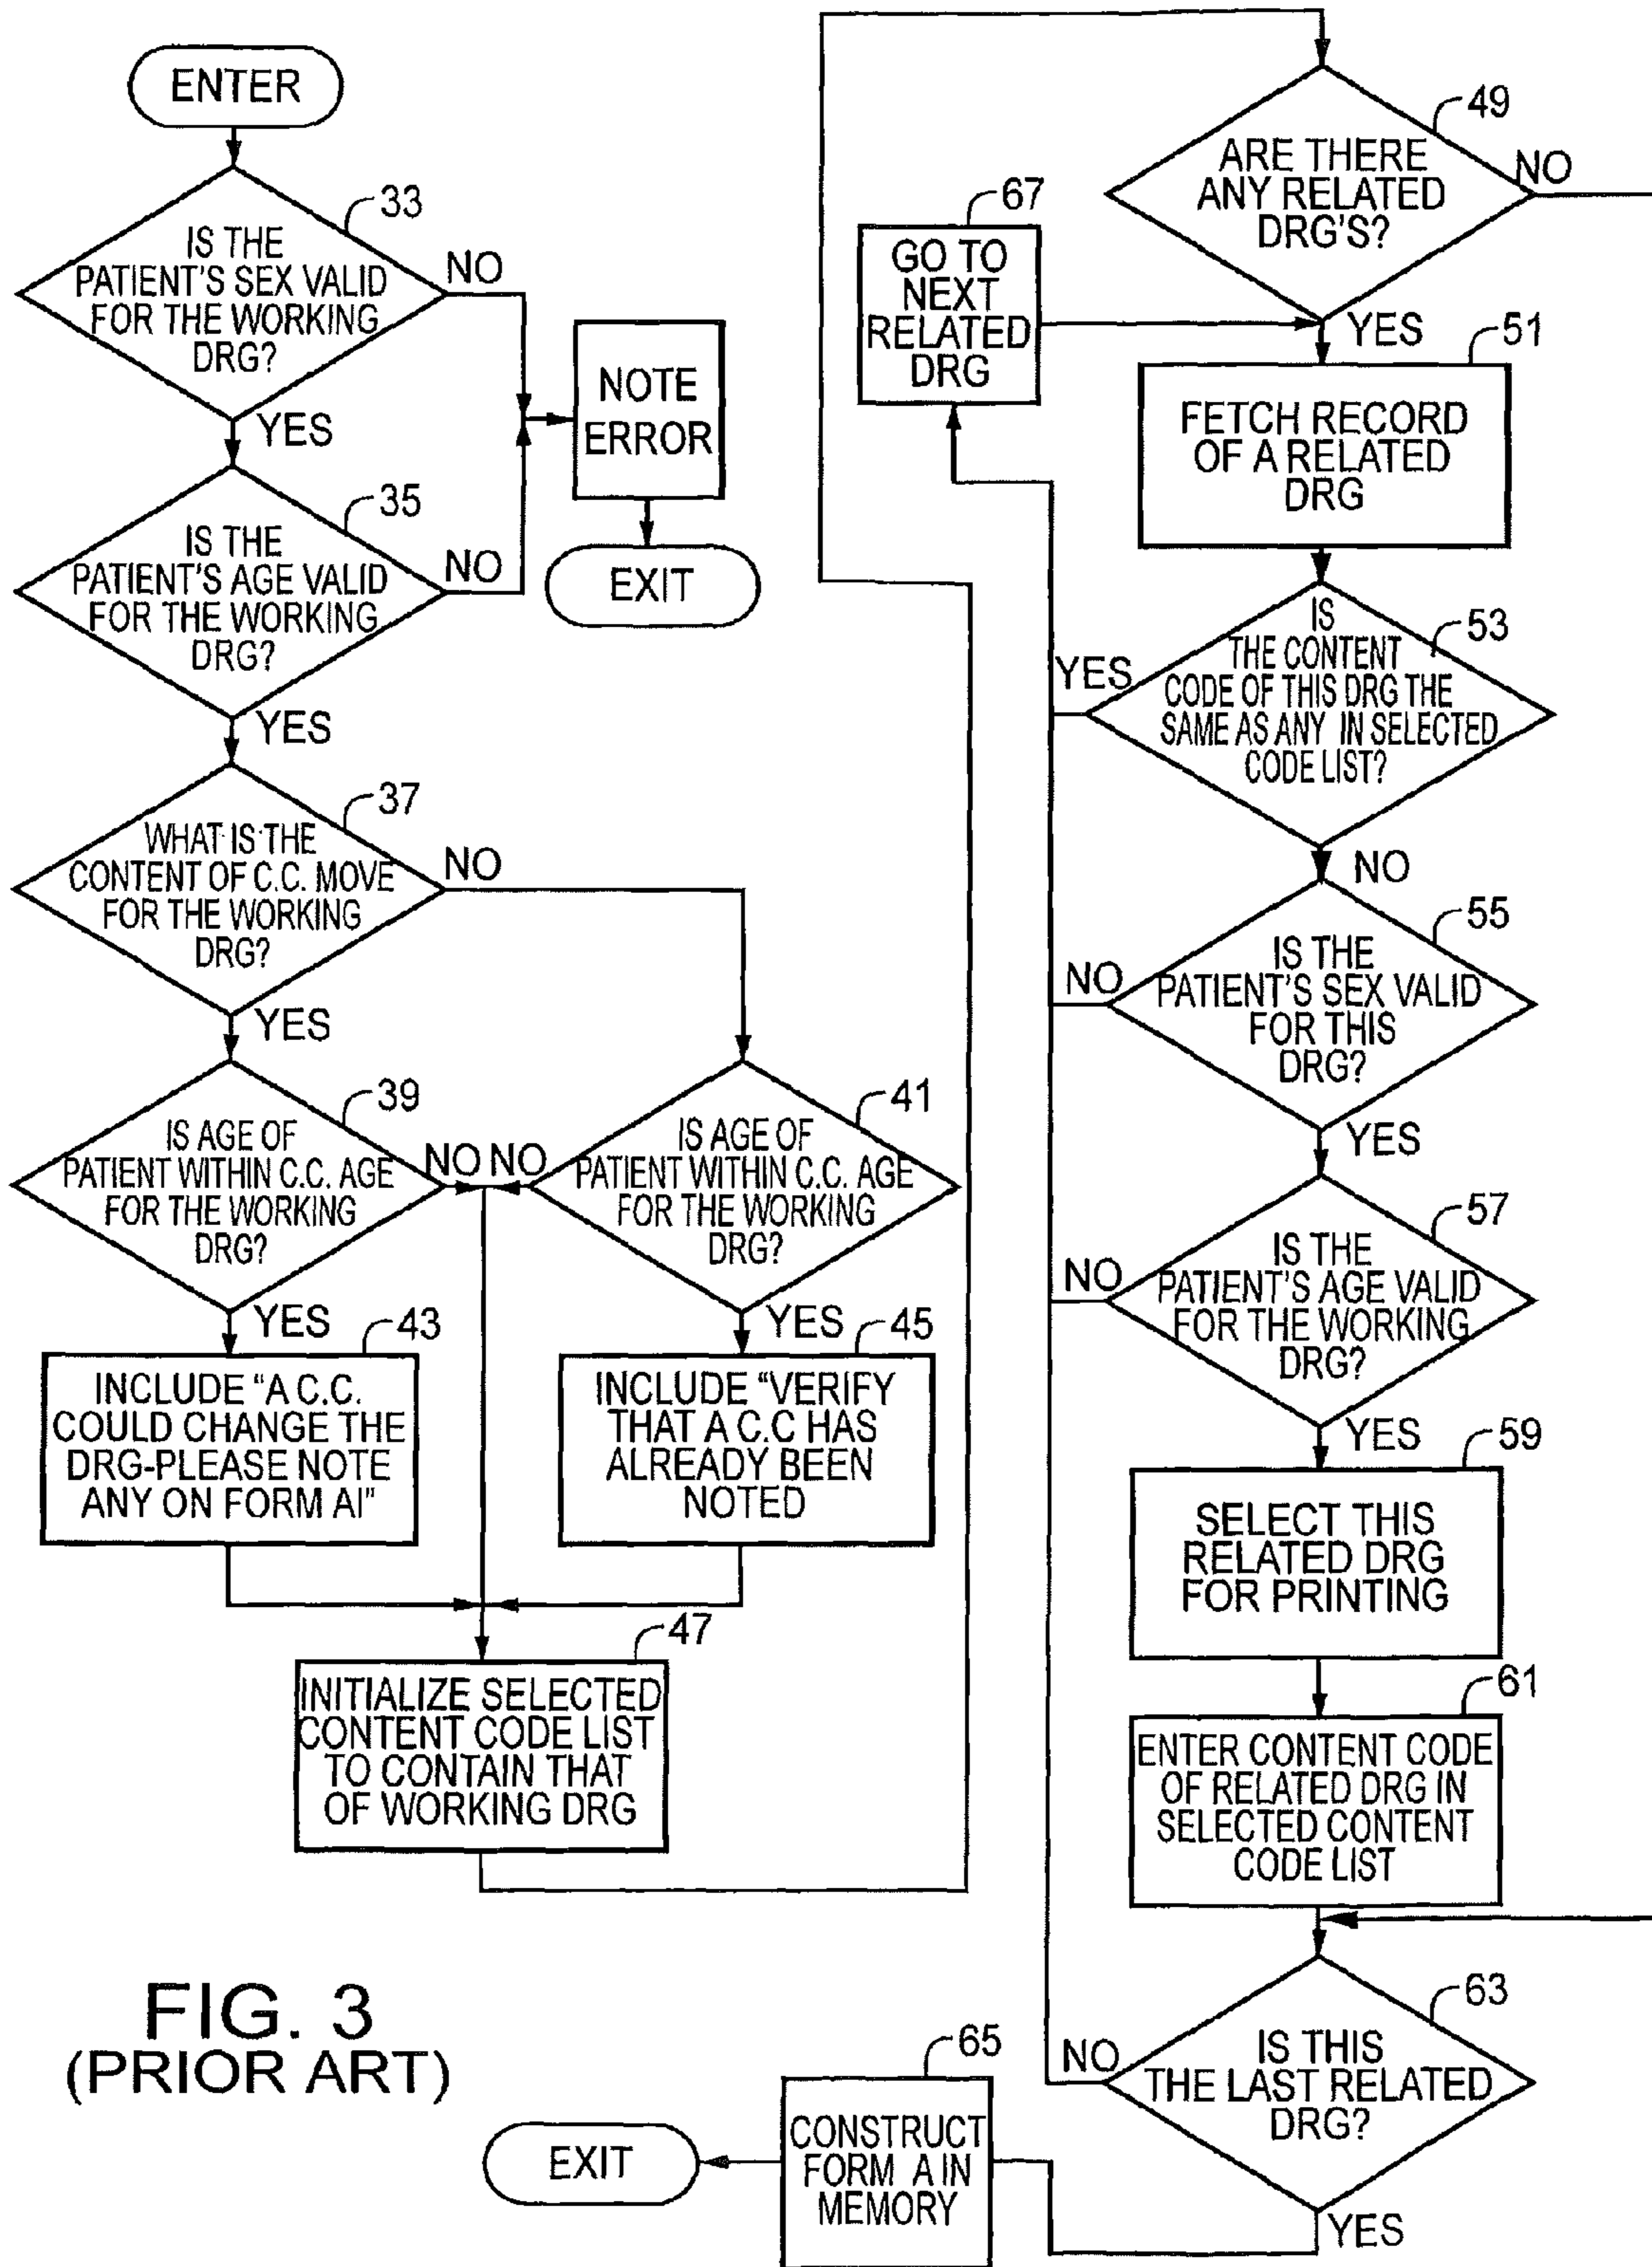 ENTER
33
IS THE
PATIENT'S SEX VALID
FOR THE WORKING
DRG?
NO
YES
NOTE
ERROR
EXIT
35
IS THE
PATIENT'S AGE VALID
FOR THE WORKING
DRG?
NO
YES
37
WHAT IS THE
CONTENT OF C.C. MOVE
FOR THE WORKING
DRG?
NO
YES
39
IS AGE OF
PATIENT WITHIN C.C. AGE
FOR THE WORKING
DRG?
NO
YES
41
IS AGE OF
PATIENT WITHIN C.C. AGE
FOR THE WORKING
DRG?
NO
YES
43
INCLUDE “A C.C.
COULD CHANGE THE
DRG-PLEASE NOTE
ANY ON FORM AI”
45
INCLUDE “VERIFY
THAT A C.C HAS
ALREADY BEEN
NOTED
47
INITIALIZE SELECTED
CONTENT CODE LIST
TO CONTAIN THAT
OF WORKING DRG
49
ARE THERE
ANY RELATED
DRG'S?
NO
YES
67
GO TO
NEXT
RELATED
DRG
51
FETCH RECORD
OF A RELATED
DRG
53
IS
THE CONTENT
CODE OF THIS DRG THE
SAME AS ANY IN SELECTED
CODE LIST?
YES
NO
55
IS THE
PATIENT'S SEX VALID
FOR THIS
DRG?
NO
YES
57
IS THE
PATIENT'S AGE VALID
FOR THE WORKING
DRG?
NO
YES
59
SELECT THIS
RELATED DRG
FOR PRINTING
61
ENTER CONTENT CODE
OF RELATED DRG IN
SELECTED CONTENT
CODE LIST
63
IS THIS
THE LAST RELATED
DRG?
NO
YES
65
CONSTRUCT
FORM A IN
MEMORY
EXIT
FIG. 3
(PRIOR ART)